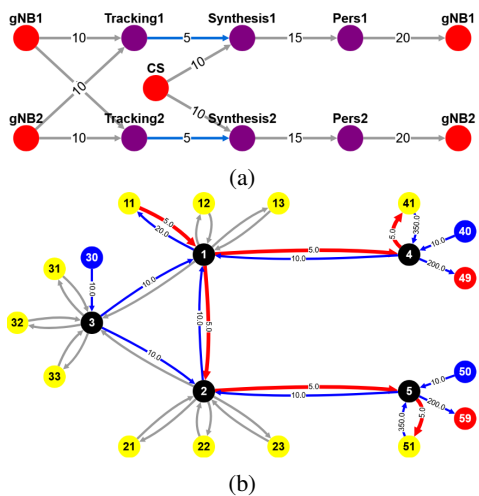 gNB1 Tracking1 Synthesis1 Pers1 gNB1
10 5 15 20
10 CS 10
10 10
gNB2 Tracking2 Synthesis2 Pers2 gNB2
10 5 15 20
(a)
11 12 13 41 40
5.0 20.0 5.0 350.0 10.0
31 30 1 5.0 10.0 4 200.0 49
10.0 10.0
32 3 5.0 10.0
33 10.0 50
2 5.0 10.0 5 10.0 200.0 59
21 22 23 350.0 5.0 51
(b)